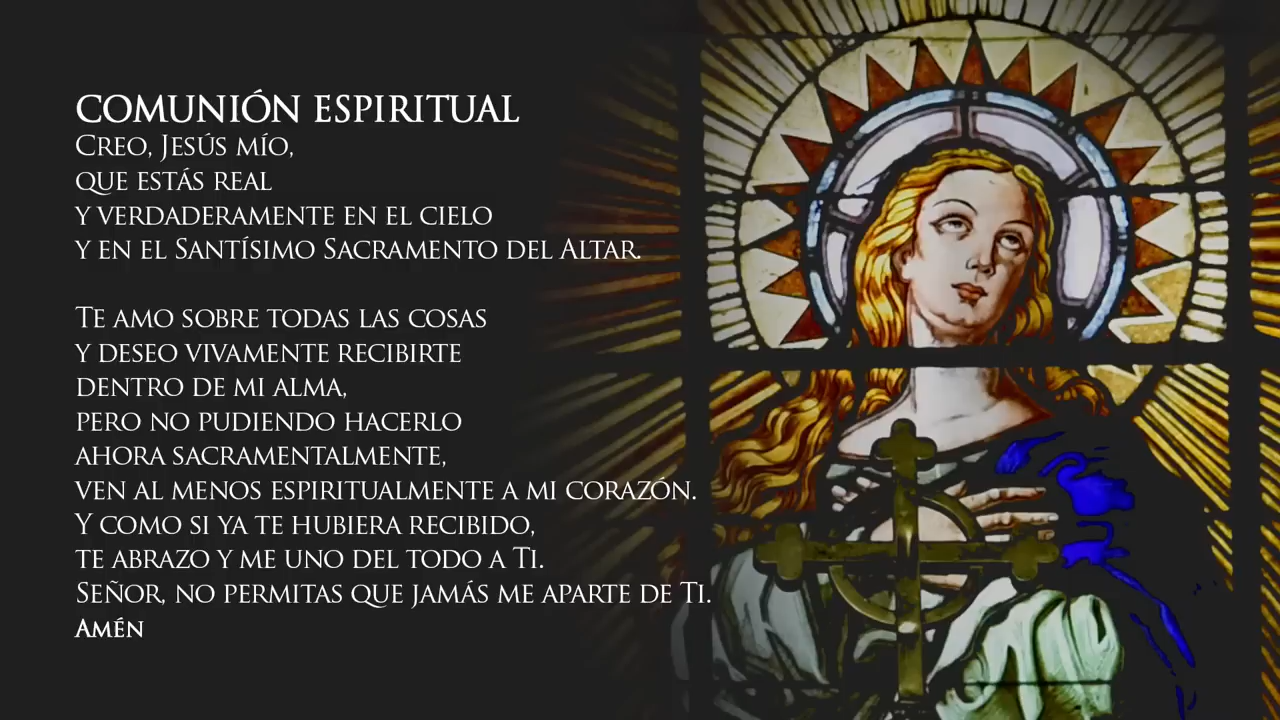 COMUNIÓN ESPIRITUAL
CREO, JESÚS MÍO,
QUE ESTÁS REAL
Y VERDADERAMENTE EN EL CIELO
Y EN EL SANTÍSIMO SACRAMENTO DEL ALTAR.
TE AMO SOBRE TODAS LAS COSAS
Y DESEO VIVAMENTE RECIBIRTE
DENTRO DE MI ALMA,
PERO NO PUDIENDO HACERLO
AHORA SACRAMENTALMENTE,
VEN AL MENOS ESPIRITUALMENTE A MI CORAZÓN.
Y COMO SI YA TE HUBIERA RECIBIDO,
TE ABRAZO Y ME UNO DEL TODO A TI.
SEÑOR, NO PERMITAS QUE JAMÁS ME APARTE DE TI.
AMÉN